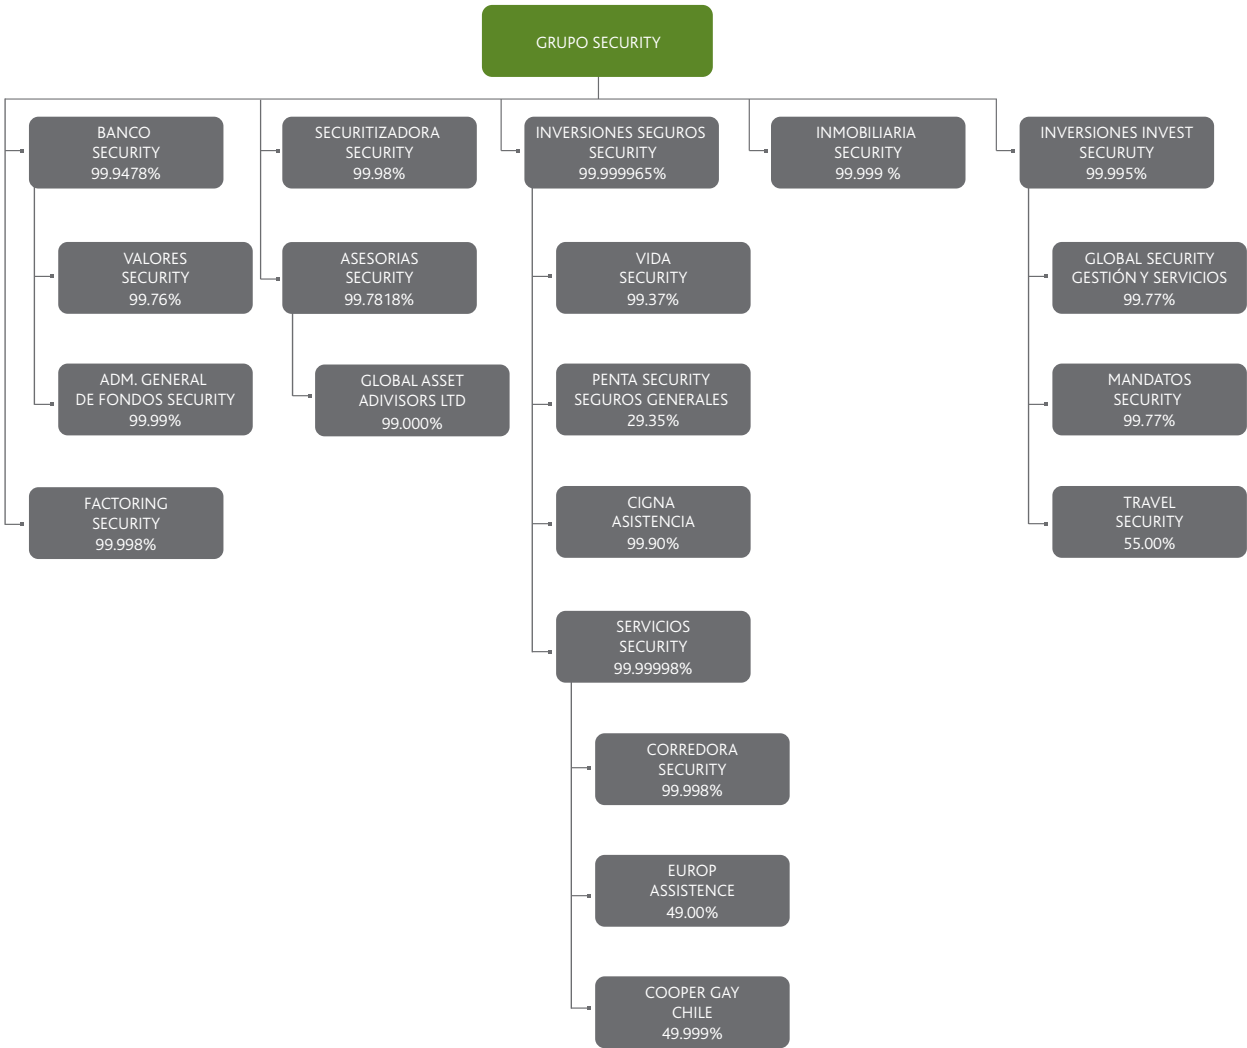 GRUPO SECURITY
BANCO
SECURITY
99.9478%
VALORES
SECURITY
99.76%
ADM. GENERAL
DE FONDOS SECURITY
99.99%
FACTORING
SECURITY
99.998%
SECURITIZADORA
SECURITY
99.98%
ASESORIAS
SECURITY
99.7818%
GLOBAL ASSET
ADIVISORS LTD
99.000%
INVERSIONES SEGUROS
SECURITY
99.999965%
VIDA
SECURITY
99.37%
PENTA SECURITY
SEGUROS GENERALES
29.35%
CIGNA
ASISTENCIA
99.90%
SERVICIOS
SECURITY
99.99998%
CORREDORA
SECURITY
99.998%
EUROP
ASSISTENCE
49.00%
COOPER GAY
CHILE
49.999%
INMOBILIARIA
SECURITY
99.999 %
INVERSIONES INVEST
SECURUTY
99.995%
GLOBAL SECURITY
GESTIÓN Y SERVICIOS
99.77%
MANDATOS
SECURITY
99.77%
TRAVEL
SECURITY
55.00%